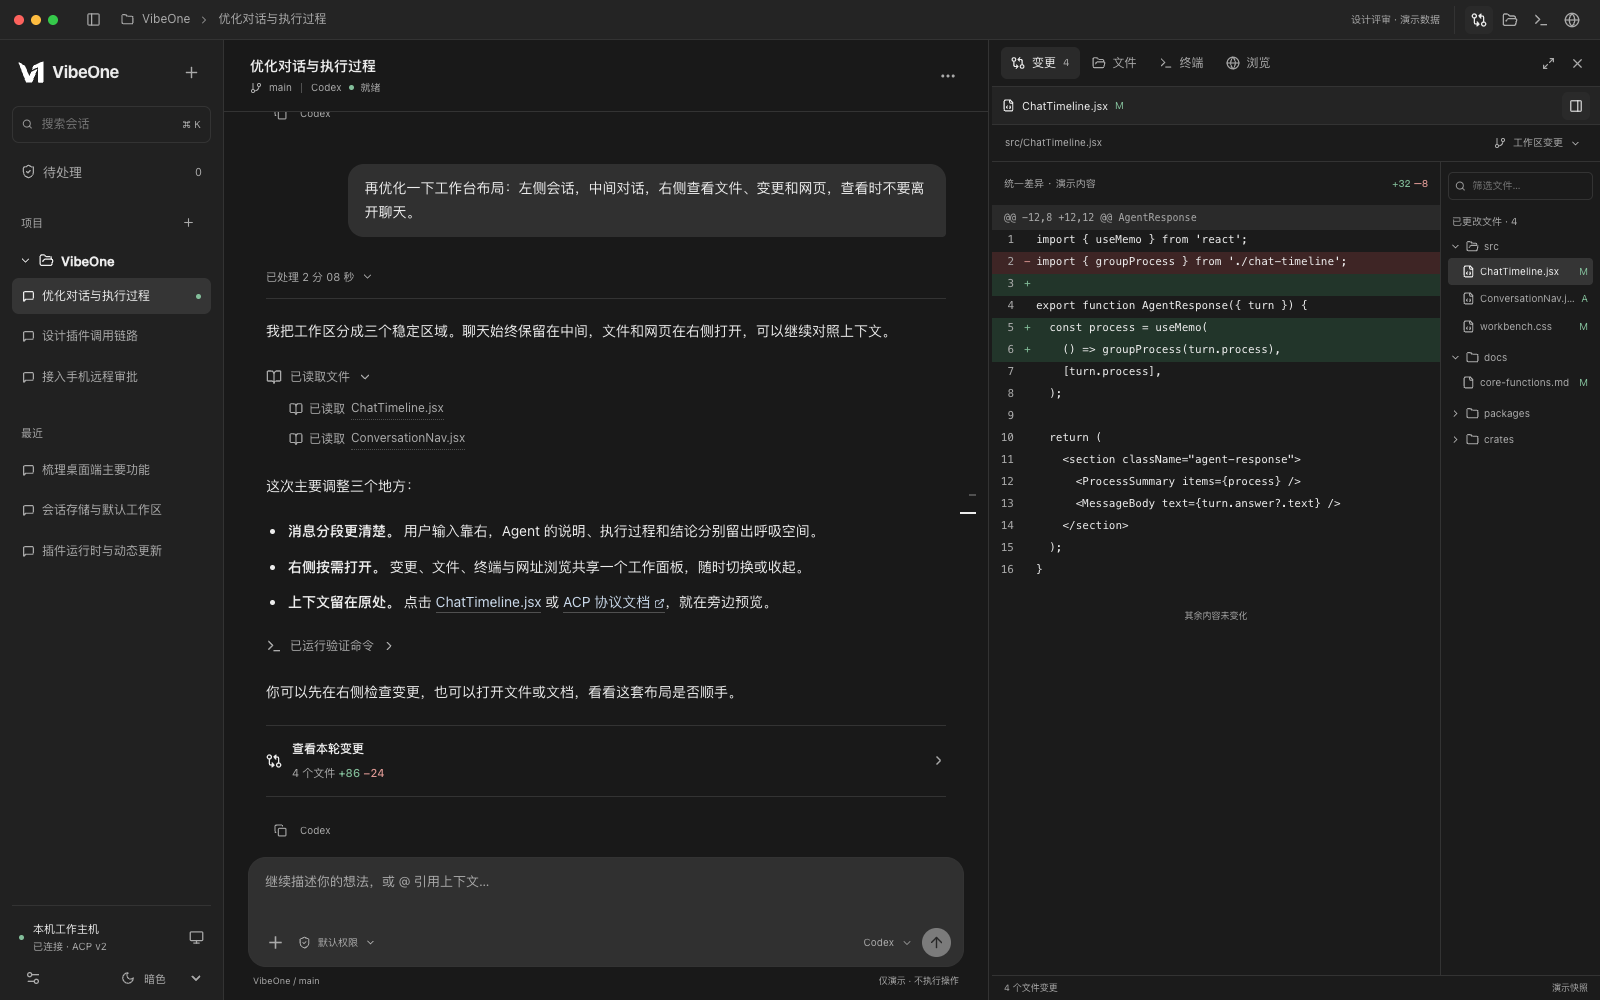 VibeOne
优化对话与执行过程
设计评审 · 演示数据
VibeOne
搜索会话
⌘ K
待处理
0
项目
VibeOne
优化对话与执行过程
设计插件调用链路
接入手机远程审批
最近
梳理桌面端主要功能
会话存储与默认工作区
插件运行时与动态更新
本机工作主机
已连接 · ACP v2
暗色
优化对话与执行过程
main | Codex 就绪
Codex
再优化一下工作台布局：左侧会话，中间对话，右侧查看文件、变更和网页，查看时不要离
开聊天。
已处理 2 分 08 秒
我把工作区分成三个稳定区域。聊天始终保留在中间，文件和网页在右侧打开，可以继续对照上下文。
已读取文件
已读取 ChatTimeline.jsx
已读取 ConversationNav.jsx
这次主要调整三个地方：
• 消息分段更清楚。 用户输入靠右，Agent 的说明、执行过程和结论分别留出呼吸空间。
• 右侧按需打开。 变更、文件、终端与网址浏览共享一个工作面板，随时切换或收起。
• 上下文留在原处。 点击 ChatTimeline.jsx 或 ACP 协议文档，就在旁边预览。
已运行验证命令
你可以先在右侧检查变更，也可以打开文件或文档，看看这套布局是否顺手。
查看本轮变更
4 个文件 +86 −24
Codex
继续描述你的想法，或 @ 引用上下文...
默认权限
Codex
VibeOne / main
仅演示 · 不执行操作
变更 4
文件
终端
浏览
ChatTimeline.jsx M
src/ChatTimeline.jsx
工作区变更
统一差异 · 演示内容
+32 −8
@@ −12,8 +12,12 @@ AgentResponse
1 import { useMemo } from 'react';
2 − import { groupProcess } from './chat-timeline';
3 +
4 export function AgentResponse({ turn }) {
5 + const process = useMemo(
6 + () => groupProcess(turn.process),
7 [turn.process],
8 );
9
10 return (
11 <section className="agent-response">
12 <ProcessSummary items={process} />
13 <MessageBody text={turn.answer?.text} />
14 </section>
15 );
16 }
其余内容未变化
筛选文件...
已更改文件 · 4
src
ChatTimeline.jsx M
ConversationNav.j... A
workbench.css M
docs
core-functions.md M
packages
crates
4 个文件变更
演示快照